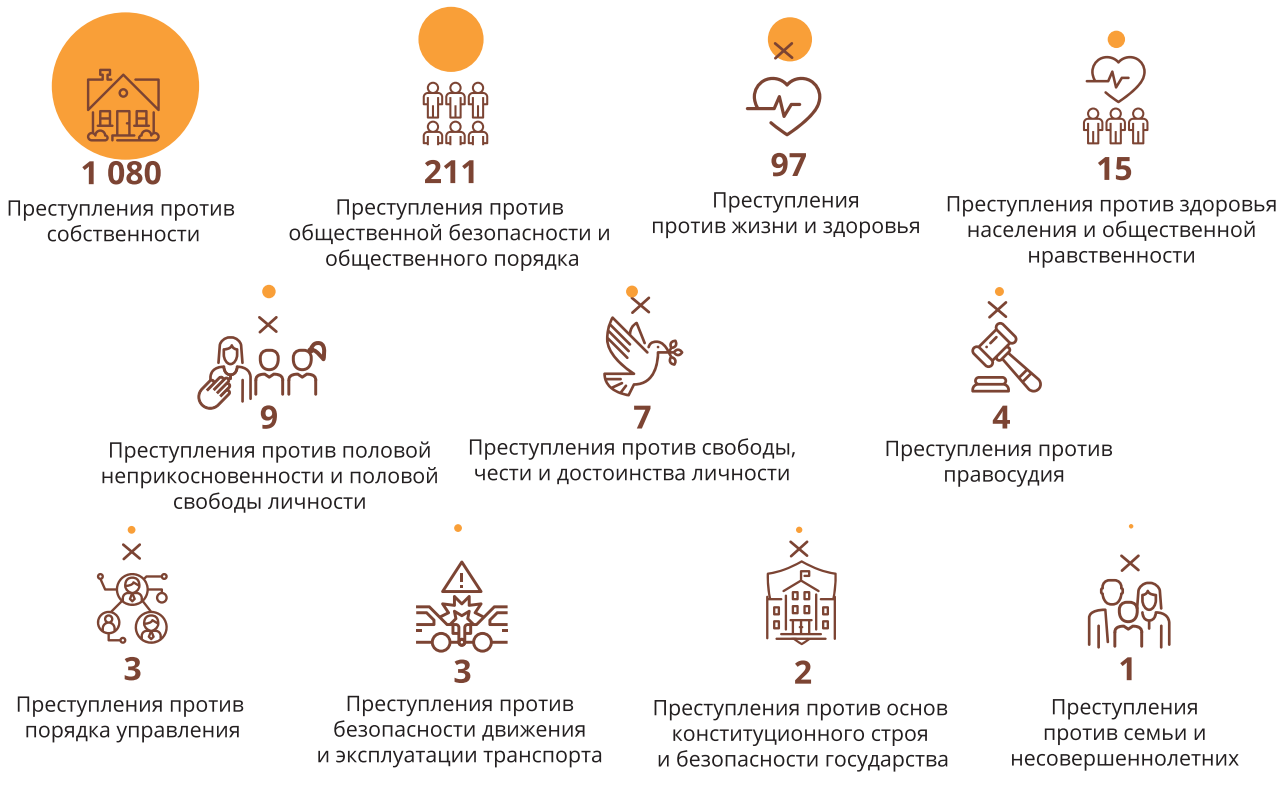 1 080
Преступления против
собственности
211
Преступления против
общественной безопасности и
общественного порядка
97
Преступления
против жизни и здоровья
15
Преступления против здоровья
населения и общественной
нравственности
9
Преступления против половой
неприкосновенности и половой
свободы личности
7
Преступления против свободы,
чести и достоинства личности
4
Преступления против
правосудия
3
Преступления против
порядка управления
3
Преступления против
безопасности движения
и эксплуатации транспорта
2
Преступления против основ
конституционного строя
и безопасности государства
1
Преступления
против семьи и
несовершеннолетних